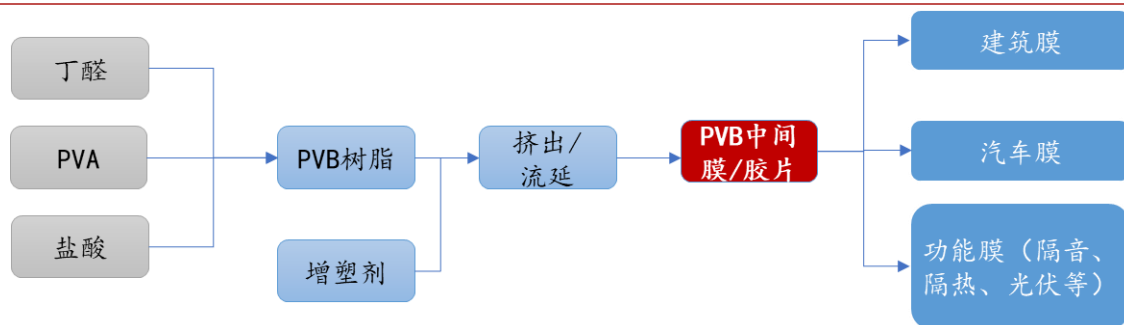 丁醛
PVA
盐酸
PVB树脂
增塑剂
挤出/
流延
PVB中间
膜/胶片
建筑膜
汽车膜
功能膜（隔音、
隔热、光伏等）